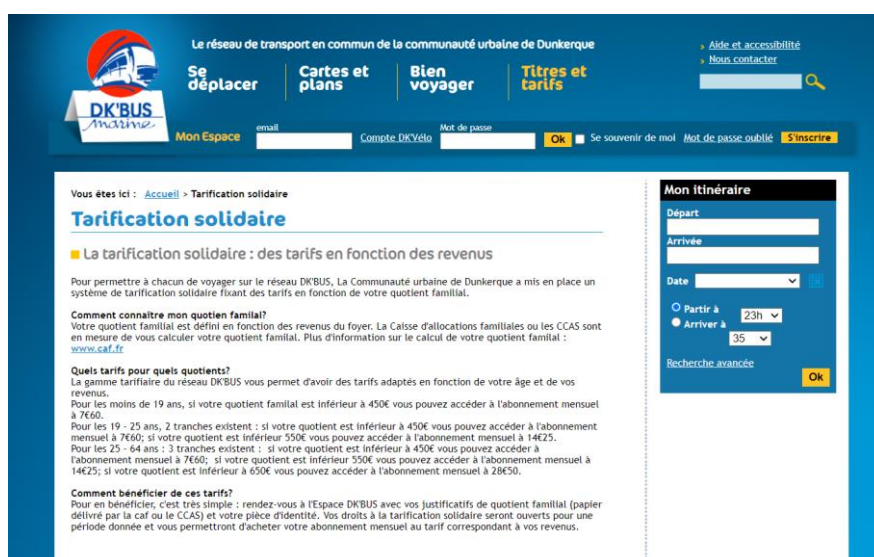 Le réseau de transport en commun de la communauté urbaine de Dunkerque
Aide et accessibilité
Nous contacter
Se déplacer
Cartes et plans
Bien voyager
Titres et tarifs
DK'BUS
Marine
Mon Espace
email
Compte DK'Vélo
Mot de passe
Ok
Se souvenir de moi
Mot de passe oublié
S'inscrire
Vous êtes ici : Accueil > Tarification solidaire
Tarification solidaire
La tarification solidaire : des tarifs en fonction des revenus
Pour permettre à chacun de voyager sur le réseau DK'BUS, La Communauté urbaine de Dunkerque a mis en place un
système de tarification solidaire fixant des tarifs en fonction de votre quotient familial.
Comment connaître mon quotien familal?
Votre quotient familial est défini en fonction des revenus du foyer. La Caisse d'allocations familiales ou les CCAS sont
en mesure de vous calculer votre quotient familal. Plus d'information sur le calcul de votre quotient famial :
www.caf.fr
Quels tarifs pour quels quotients?
La gamme tarifiaire du réseau DK'BUS vous permet d'avoir des tarifs adaptés en fonction de votre âge et de vos
revenus.
Pour les moins de 19 ans, si votre quotient familal est inférieur à 450€ vous pouvez accéder à l'abonnement mensuel
à 7€60.
Pour les 19 - 25 ans, 2 tranches existent : si votre quotient est inférieur à 450€ vous pouvez accéder à l'abonnement
mensuel à 7€60; si votre quotient est inférieur 550€ vous pouvez accéder à l'abonnement mensuel à 14€25.
Pour les 25 - 64 ans : 3 tranches existent : si votre quotient est inférieur à 450€ vous pouvez accéder à
l'abonnement mensuel à 7€60; si votre quotient est inférieur 550€ vous pouvez accéder à l'abonnement mensuel à
14€25; si votre quotient est inférieur à 650€ vous pouvez accéder à l'abonnement mensuel à 28€50.
Comment bénéficier de ces tarifs?
Pour en bénéficier, c'est très simple : rendez-vous à l'Espace DK'BUS avec vos justificatifs de quotient familial (papier
délivré par la caf ou le CCAS) et votre pièce d'identité. Vos droits à la tarification solidaire seront ouverts pour une
période donnée et vous permettront d'acheter votre abonnement mensuel au tarif correspondant à vos revenus.
Mon itinéraire
Départ
Arrivée
Date
Partir à
Arriver à
23h
35
Recherche avancée
Ok